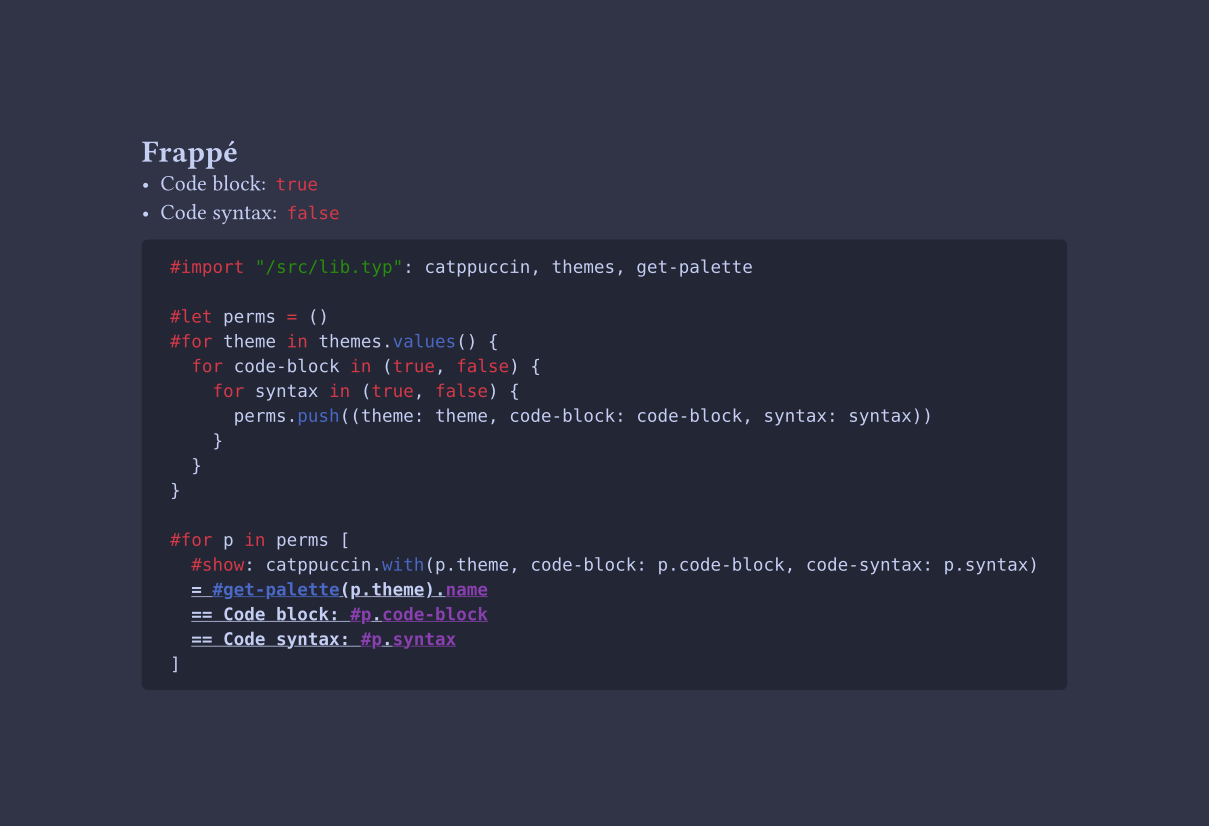 Frappé
• Code block: true
• Code syntax: false
#import "/src/lib.typ": catppuccin, themes, get-palette

#let perms = ()
#for theme in themes.values() {
  for code-block in (true, false) {
    for syntax in (true, false) {
      perms.push((theme: theme, code-block: code-block, syntax: syntax))
    }
  }
}

#for p in perms [
  #show: catppuccin.with(p.theme, code-block: p.code-block, code-syntax: p.syntax)
  = #get-palette(p.theme).name
  == Code block: #p.code-block
  == Code syntax: #p.syntax
]